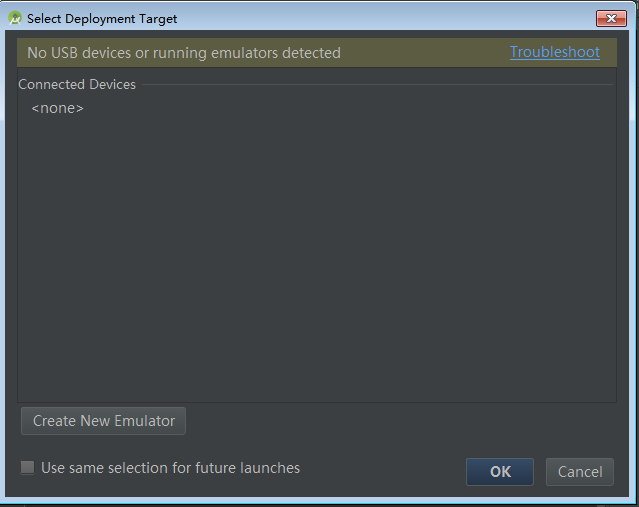 Select Deployment Target
No USB devices or running emulators detected Troubleshoot
Connected Devices
<none>
Create New Emulator
Use same selection for future launches
OK Cancel